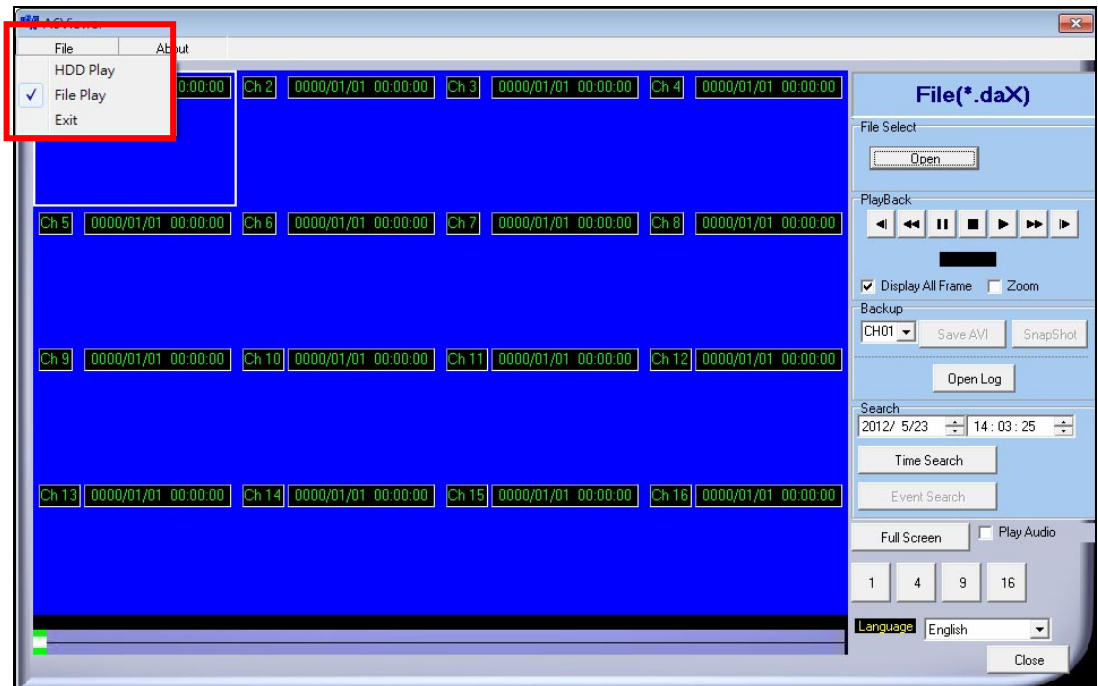 File About
HDD Play
File Play
Exit
0:00:00
Ch 2 0000/01/01 00:00:00
Ch 3 0000/01/01 00:00:00
Ch 4 0000/01/01 00:00:00
Ch 5 0000/01/01 00:00:00
Ch 6 0000/01/01 00:00:00
Ch 7 0000/01/01 00:00:00
Ch 8 0000/01/01 00:00:00
Ch 9 0000/01/01 00:00:00
Ch 10 0000/01/01 00:00:00
Ch 11 0000/01/01 00:00:00
Ch 12 0000/01/01 00:00:00
Ch 13 0000/01/01 00:00:00
Ch 14 0000/01/01 00:00:00
Ch 15 0000/01/01 00:00:00
Ch 16 0000/01/01 00:00:00
File(*.daX)
File Select
Open
PlayBack
Display All Frame Zoom
Backup
CH01 Save AVI SnapShot
Open Log
Search
2012/ 5/23 14 : 03 : 25
Time Search
Event Search
Full Screen Play Audio
1 4 9 16
Language English
Close